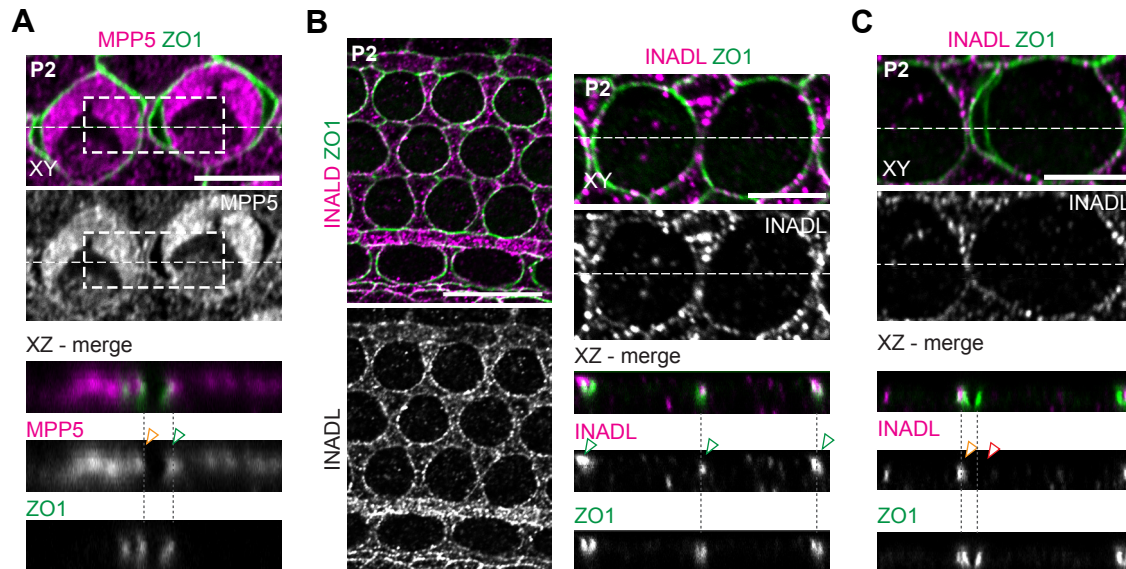 A
MPP5 ZO1
P2
XY
MPP5
XZ - merge
MPP5
ZO1
B
INALD ZO1
P2
INADL
INADL ZO1
P2
XY
INADL
XZ - merge
INADL
ZO1
C
INADL ZO1
P2
XY
INADL
XZ - merge
INADL
ZO1